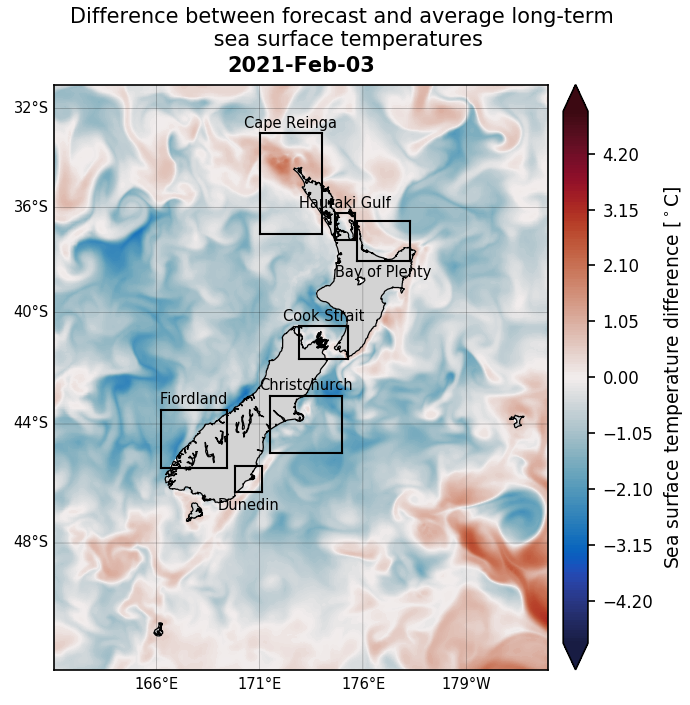 Difference between forecast and average long-term
sea surface temperatures
2021-Feb-03
32°S
36°S
40°S
44°S
48°S
Cape Reinga
Hauraki Gulf
Bay of Plenty
Cook Strait
Christchurch
Fiordland
Dunedin
166°E
171°E
176°E
179°W
4.20
3.15
2.10
1.05
0.00
−1.05
−2.10
−3.15
−4.20
Sea surface temperature difference [°C]